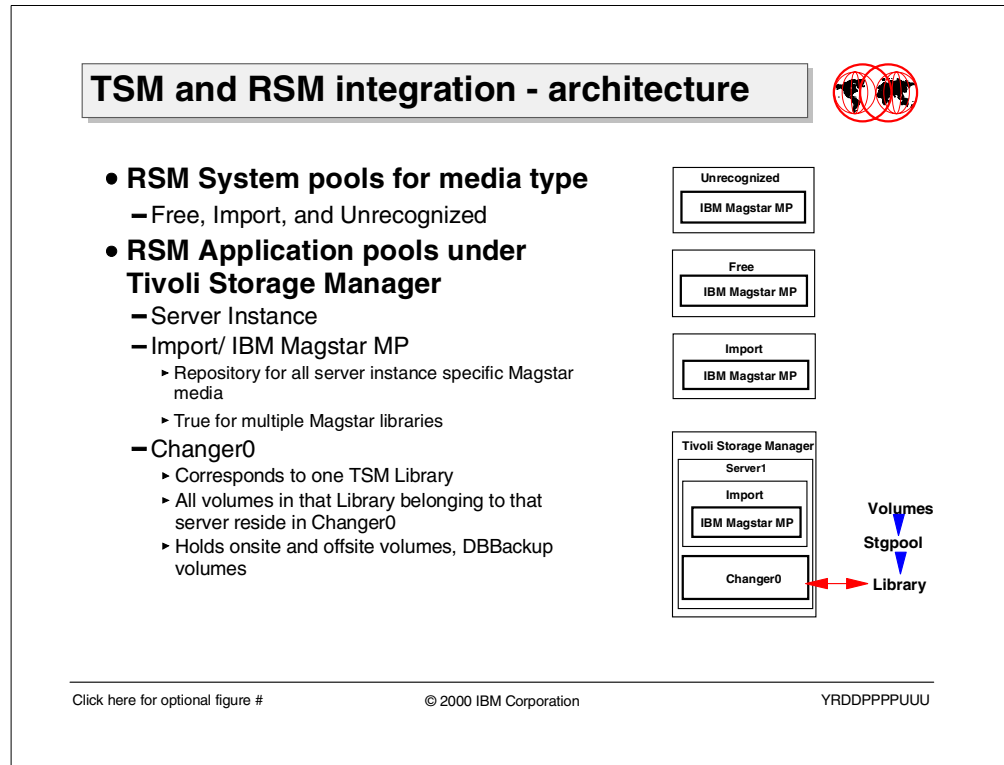 TSM and RSM integration - architecture
• RSM System pools for media type
– Free, Import, and Unrecognized
• RSM Application pools under
Tivoli Storage Manager
– Server Instance
– Import/ IBM Magstar MP
► Repository for all server instance specific Magstar
media
► True for multiple Magstar libraries
– Changer0
► Corresponds to one TSM Library
► All volumes in that Library belonging to that
server reside in Changer0
► Holds onsite and offsite volumes, DBBackup
volumes
Unrecognized
IBM Magstar MP
Free
IBM Magstar MP
Import
IBM Magstar MP
Tivoli Storage Manager
Server1
Import
IBM Magstar MP
Changer0
Volumes
Stgpool
Library
Click here for optional figure #
© 2000 IBM Corporation
YRDDPPPPUUU